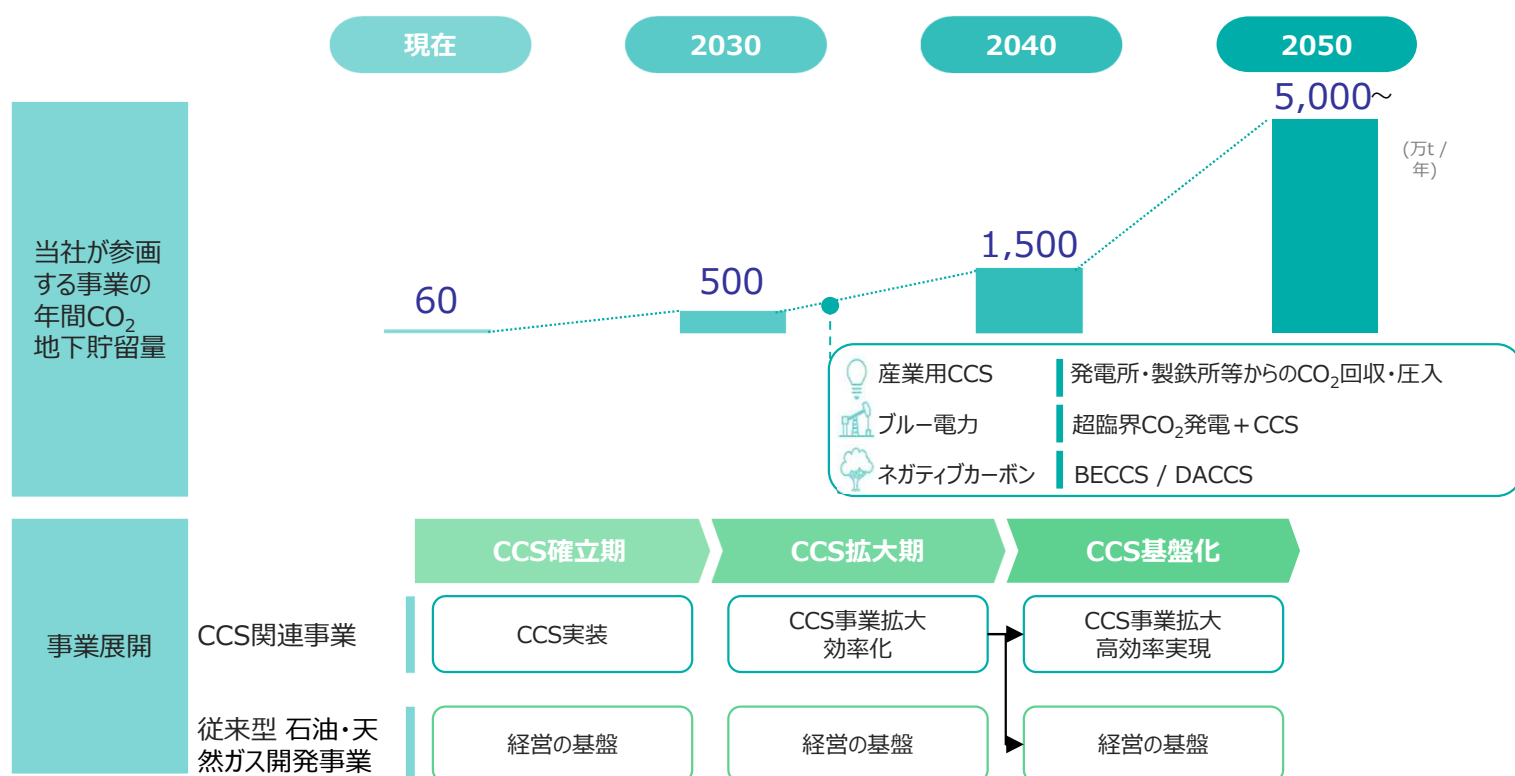 現在
2030
2040
2050
5,000~
(万t /
年)
1,500
500
60
当社が参画
する事業の
年間CO₂
地下貯留量
産業用CCS
発電所・製鉄所等からのCO₂回収・圧入
ブルー電力
超臨界CO₂発電+CCS
ネガティブカーボン
BECCS / DACCS
CCS確立期
CCS拡大期
CCS基盤化
事業展開
CCS関連事業
CCS実装
CCS事業拡大
効率化
CCS事業拡大
高効率実現
従来型 石油・天
然ガス開発事業
経営の基盤
経営の基盤
経営の基盤